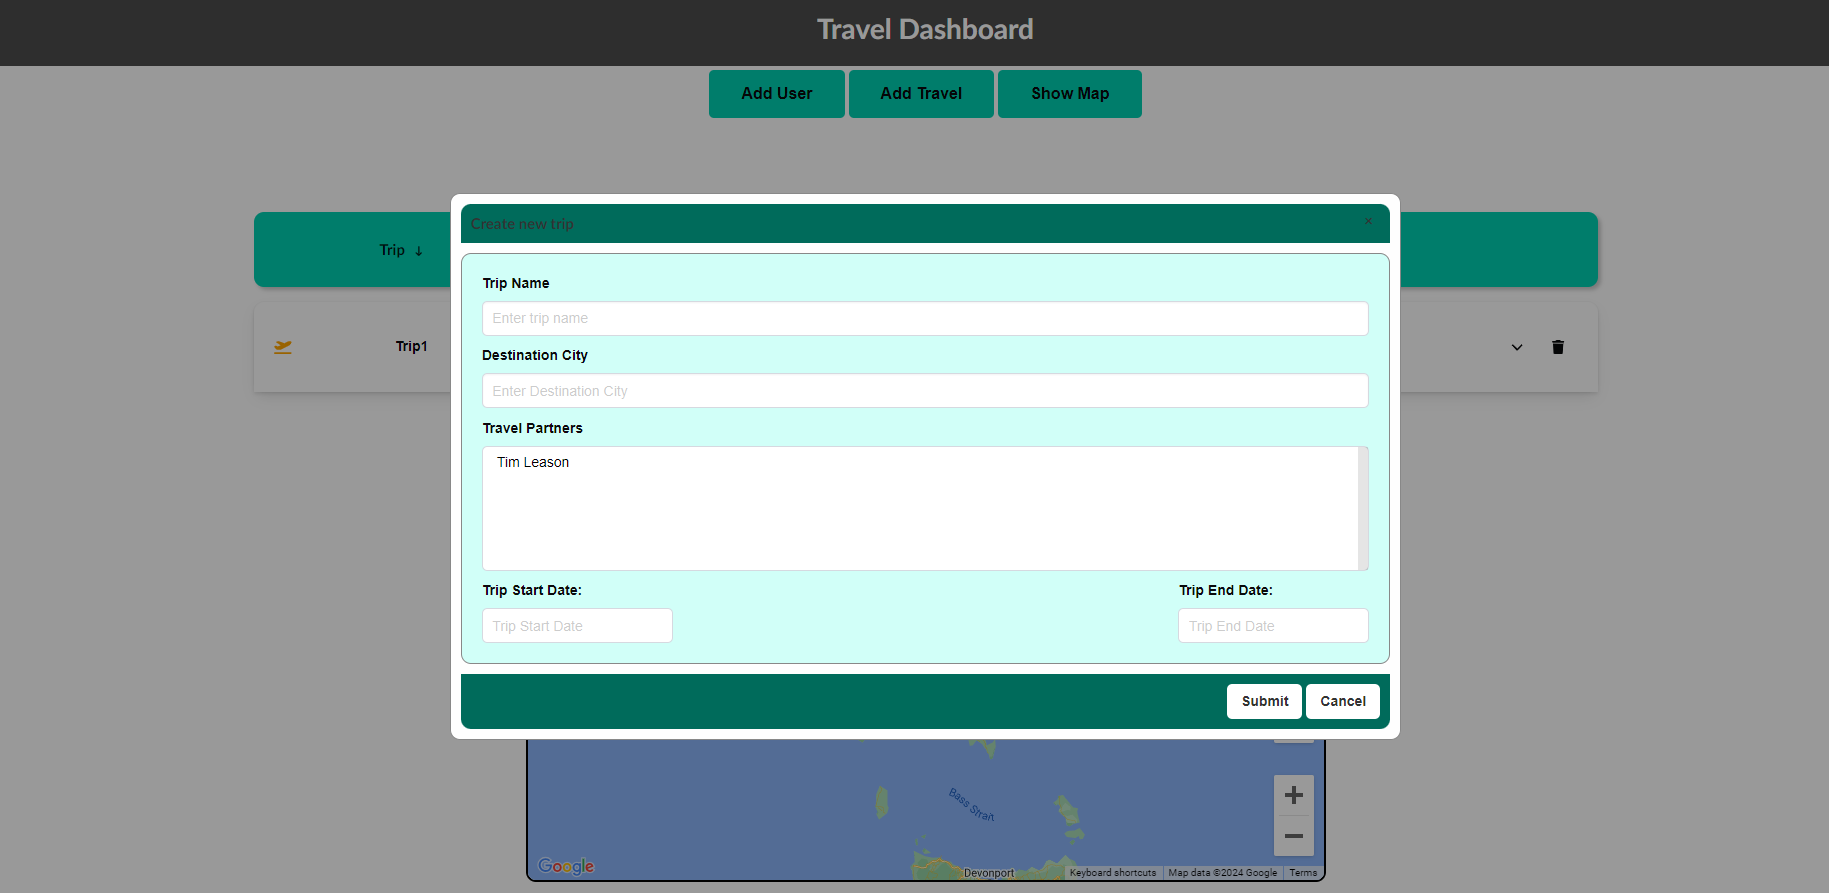 Travel Dashboard
Add User
Add Travel
Show Map
Trip ↓
Trip1
Create new trip
×
Trip Name
Enter trip name
Destination City
Enter Destination City
Travel Partners
Tim Leason
Trip Start Date:
Trip End Date:
Trip Start Date
Trip End Date
Submit
Cancel
Bass Strait
Google
Devonport
Keyboard shortcuts
Map data ©2024 Google
Terms